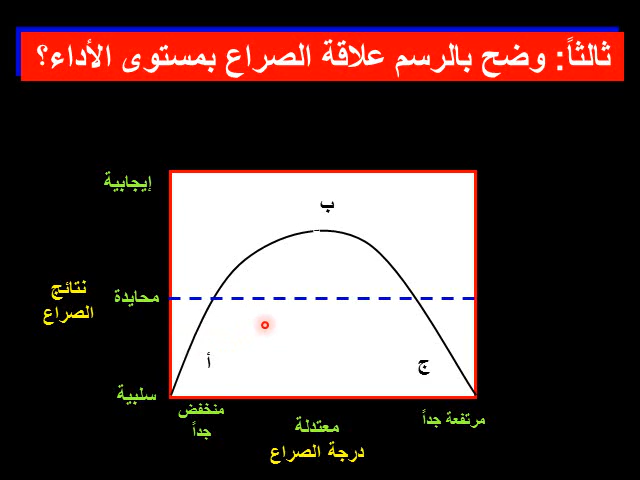 ثالثاً: وضح بالرسم علاقة الصراع بمستوى الأداء؟
إيجابية
ب
نتائج
الصراع
محايدة
أ
ج
سلبية
منخفض
جداً
معتدلة
مرتفعة جداً
درجة الصراع